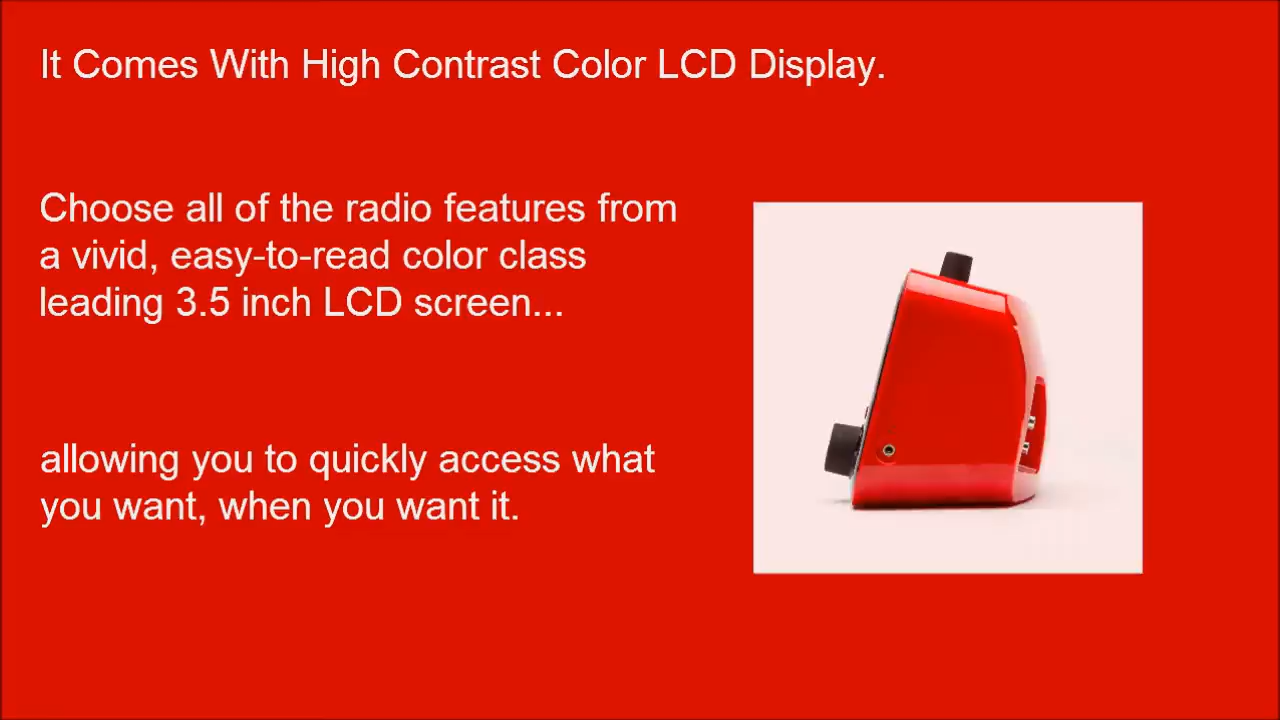 It Comes With High Contrast Color LCD Display.
Choose all of the radio features from
a vivid, easy-to-read color class
leading 3.5 inch LCD screen...
allowing you to quickly access what
you want, when you want it.